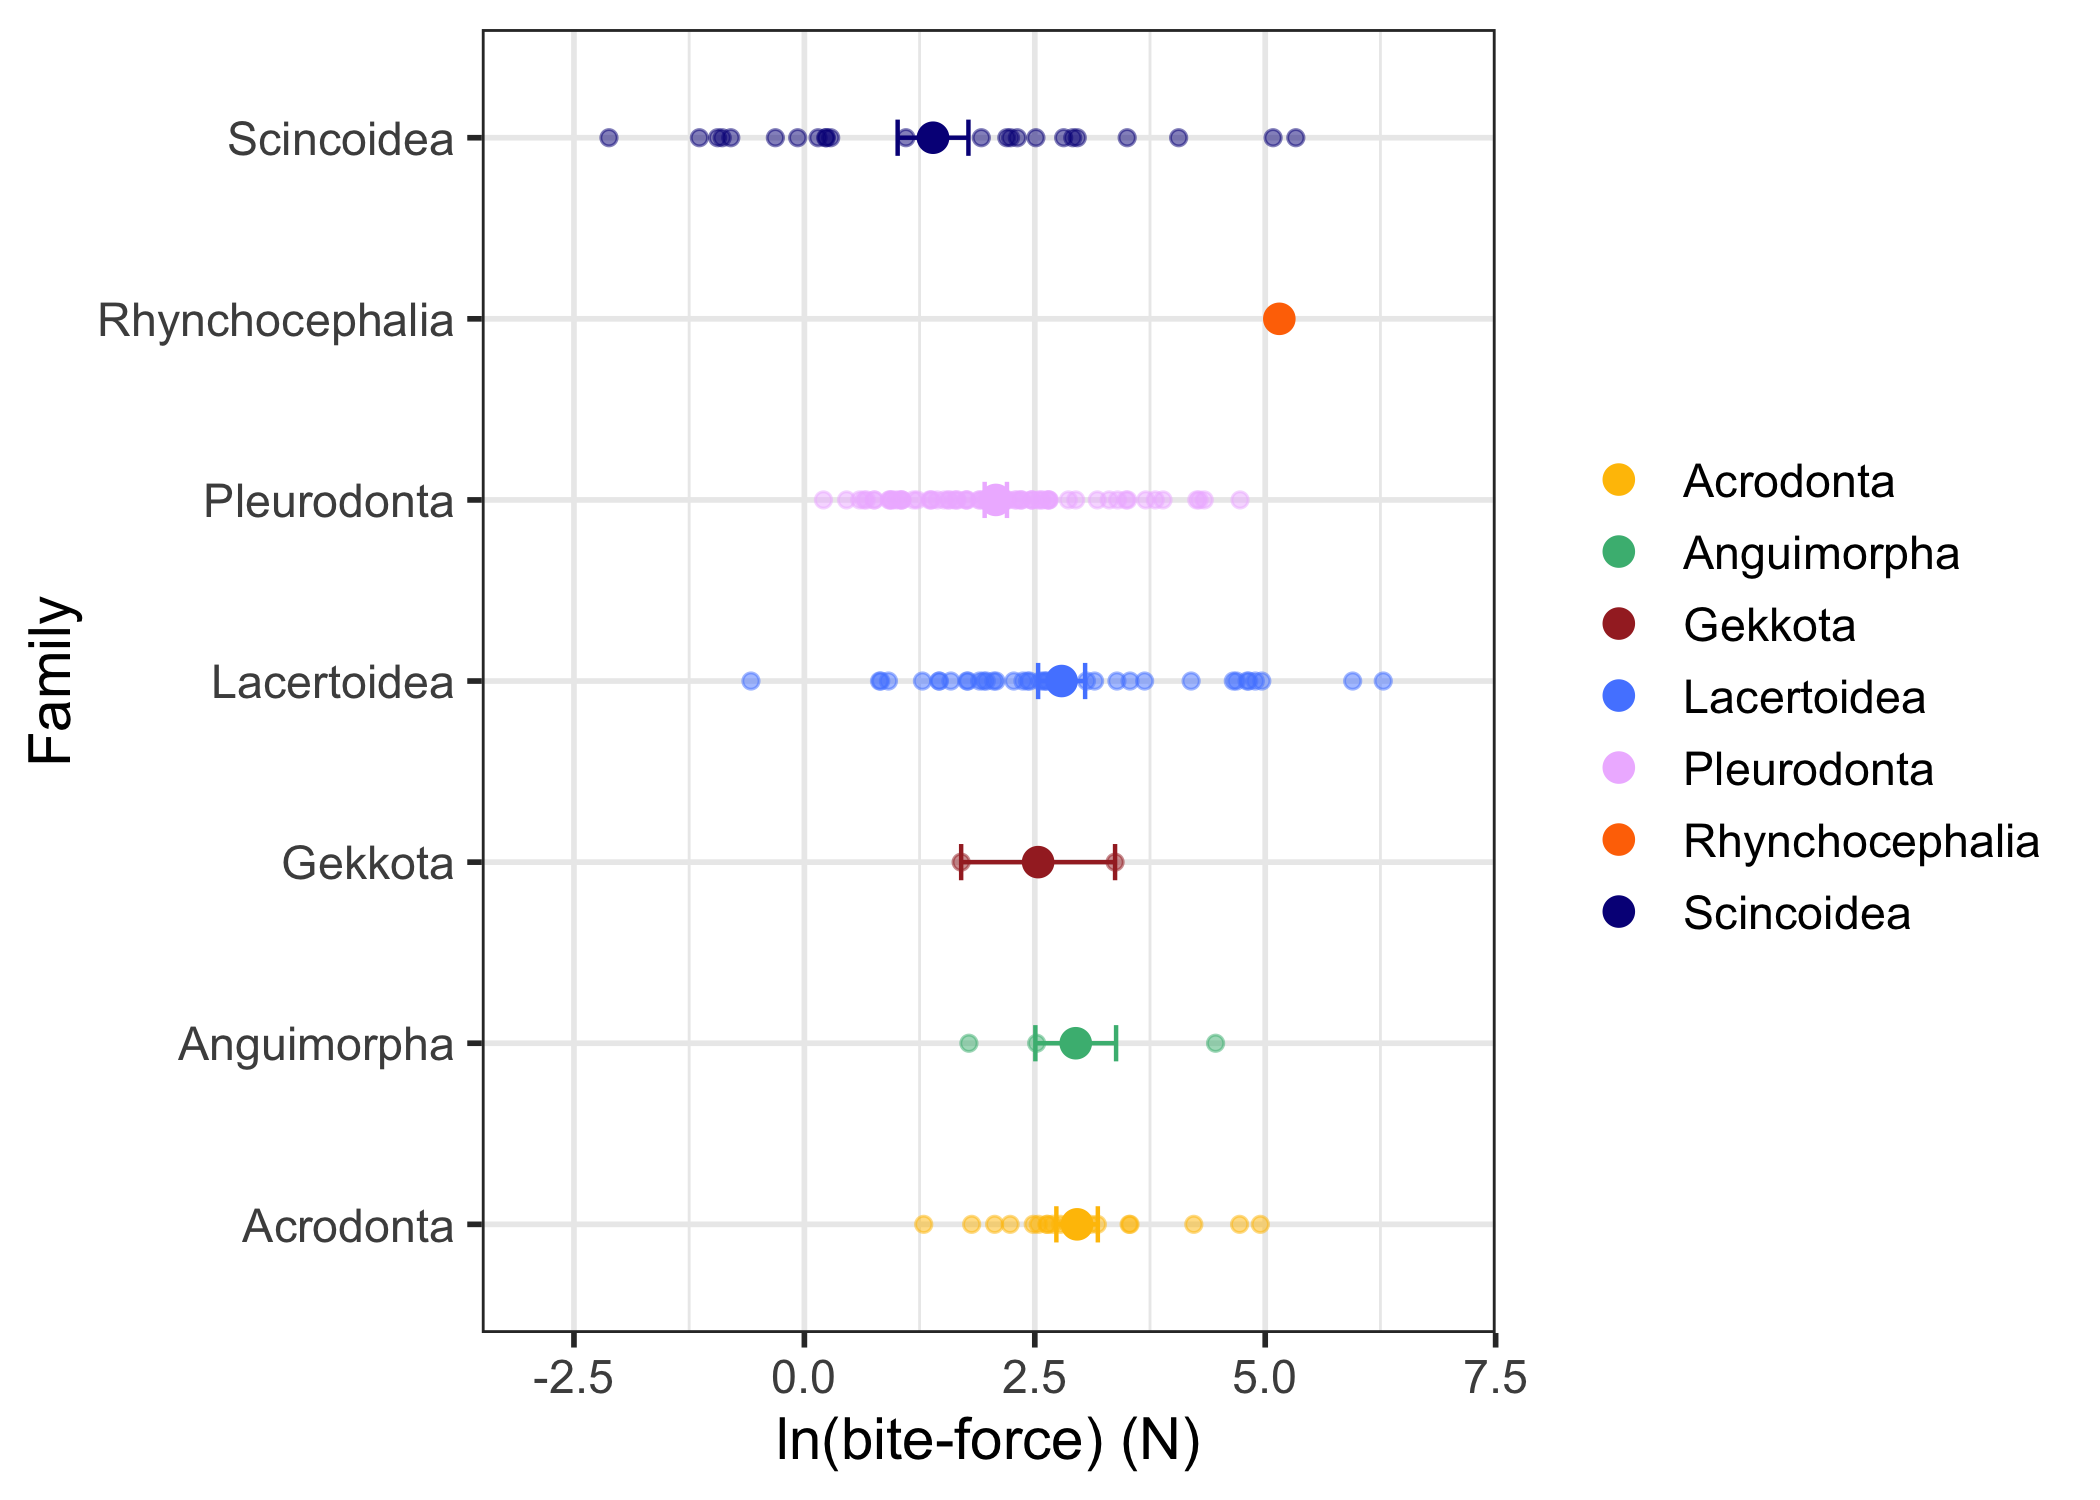 Family
Scincoidea
Rhynchocephalia
Pleurodonta
Lacertoidea
Gekkota
Anguimorpha
Acrodonta
-2.5 0.0 2.5 5.0 7.5
ln(bite-force) (N)
Acrodonta
Anguimorpha
Gekkota
Lacertoidea
Pleurodonta
Rhynchocephalia
Scincoidea